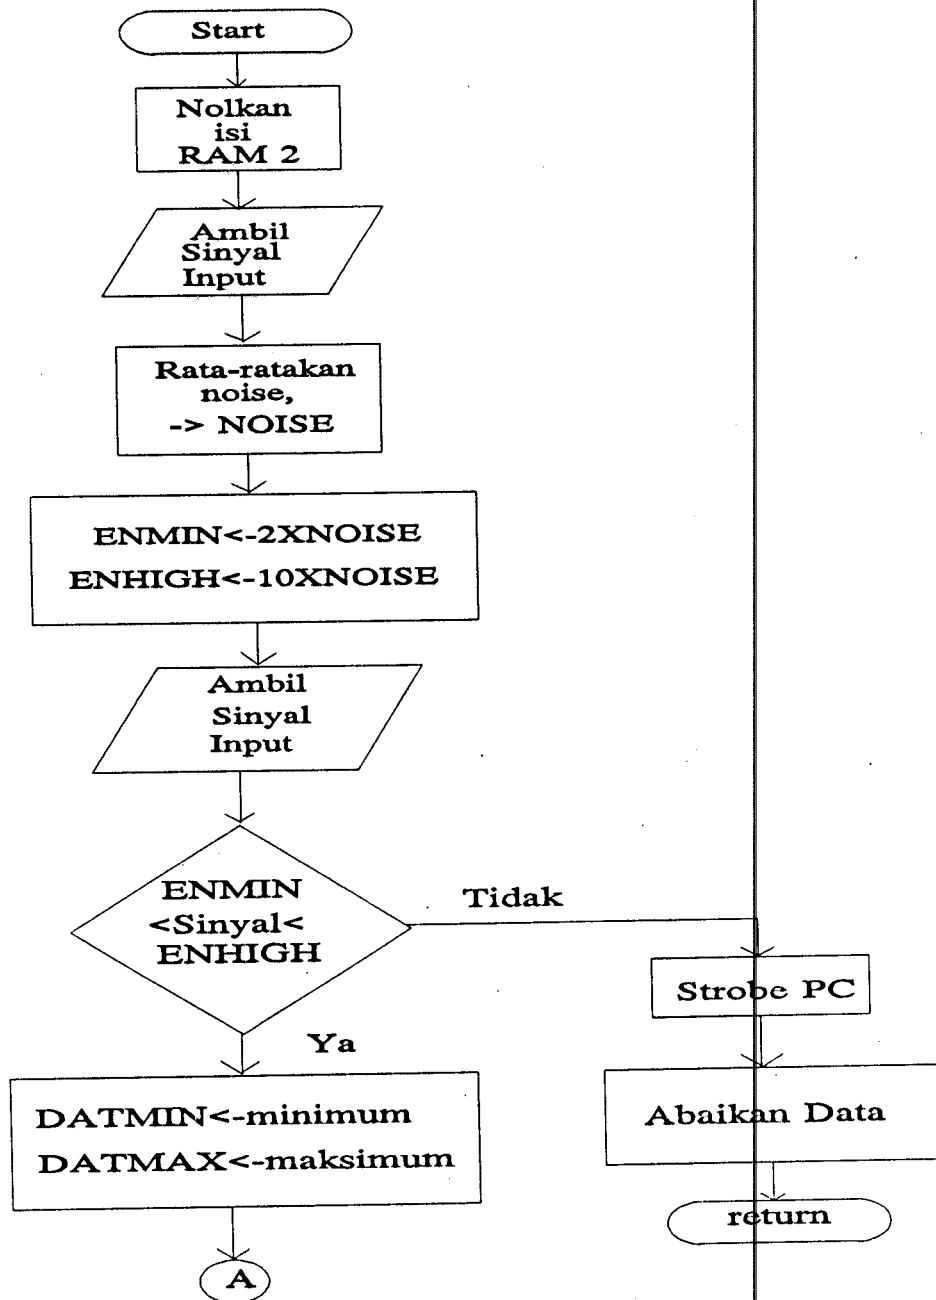 Start
Nolkan
isi
RAM 2
Ambil
Sinyal
Input
Rata-ratakan
noise,
-> NOISE
ENMIN<-2XNOISE
ENHIGH<-10XNOISE
Ambil
Sinyal
Input
ENMIN
<Sinyal<
ENHIGH
Tidak
Ya
Strobe PC
Abaikan Data
return
DATMIN<-minimum
DATMAX<-maksimum
A